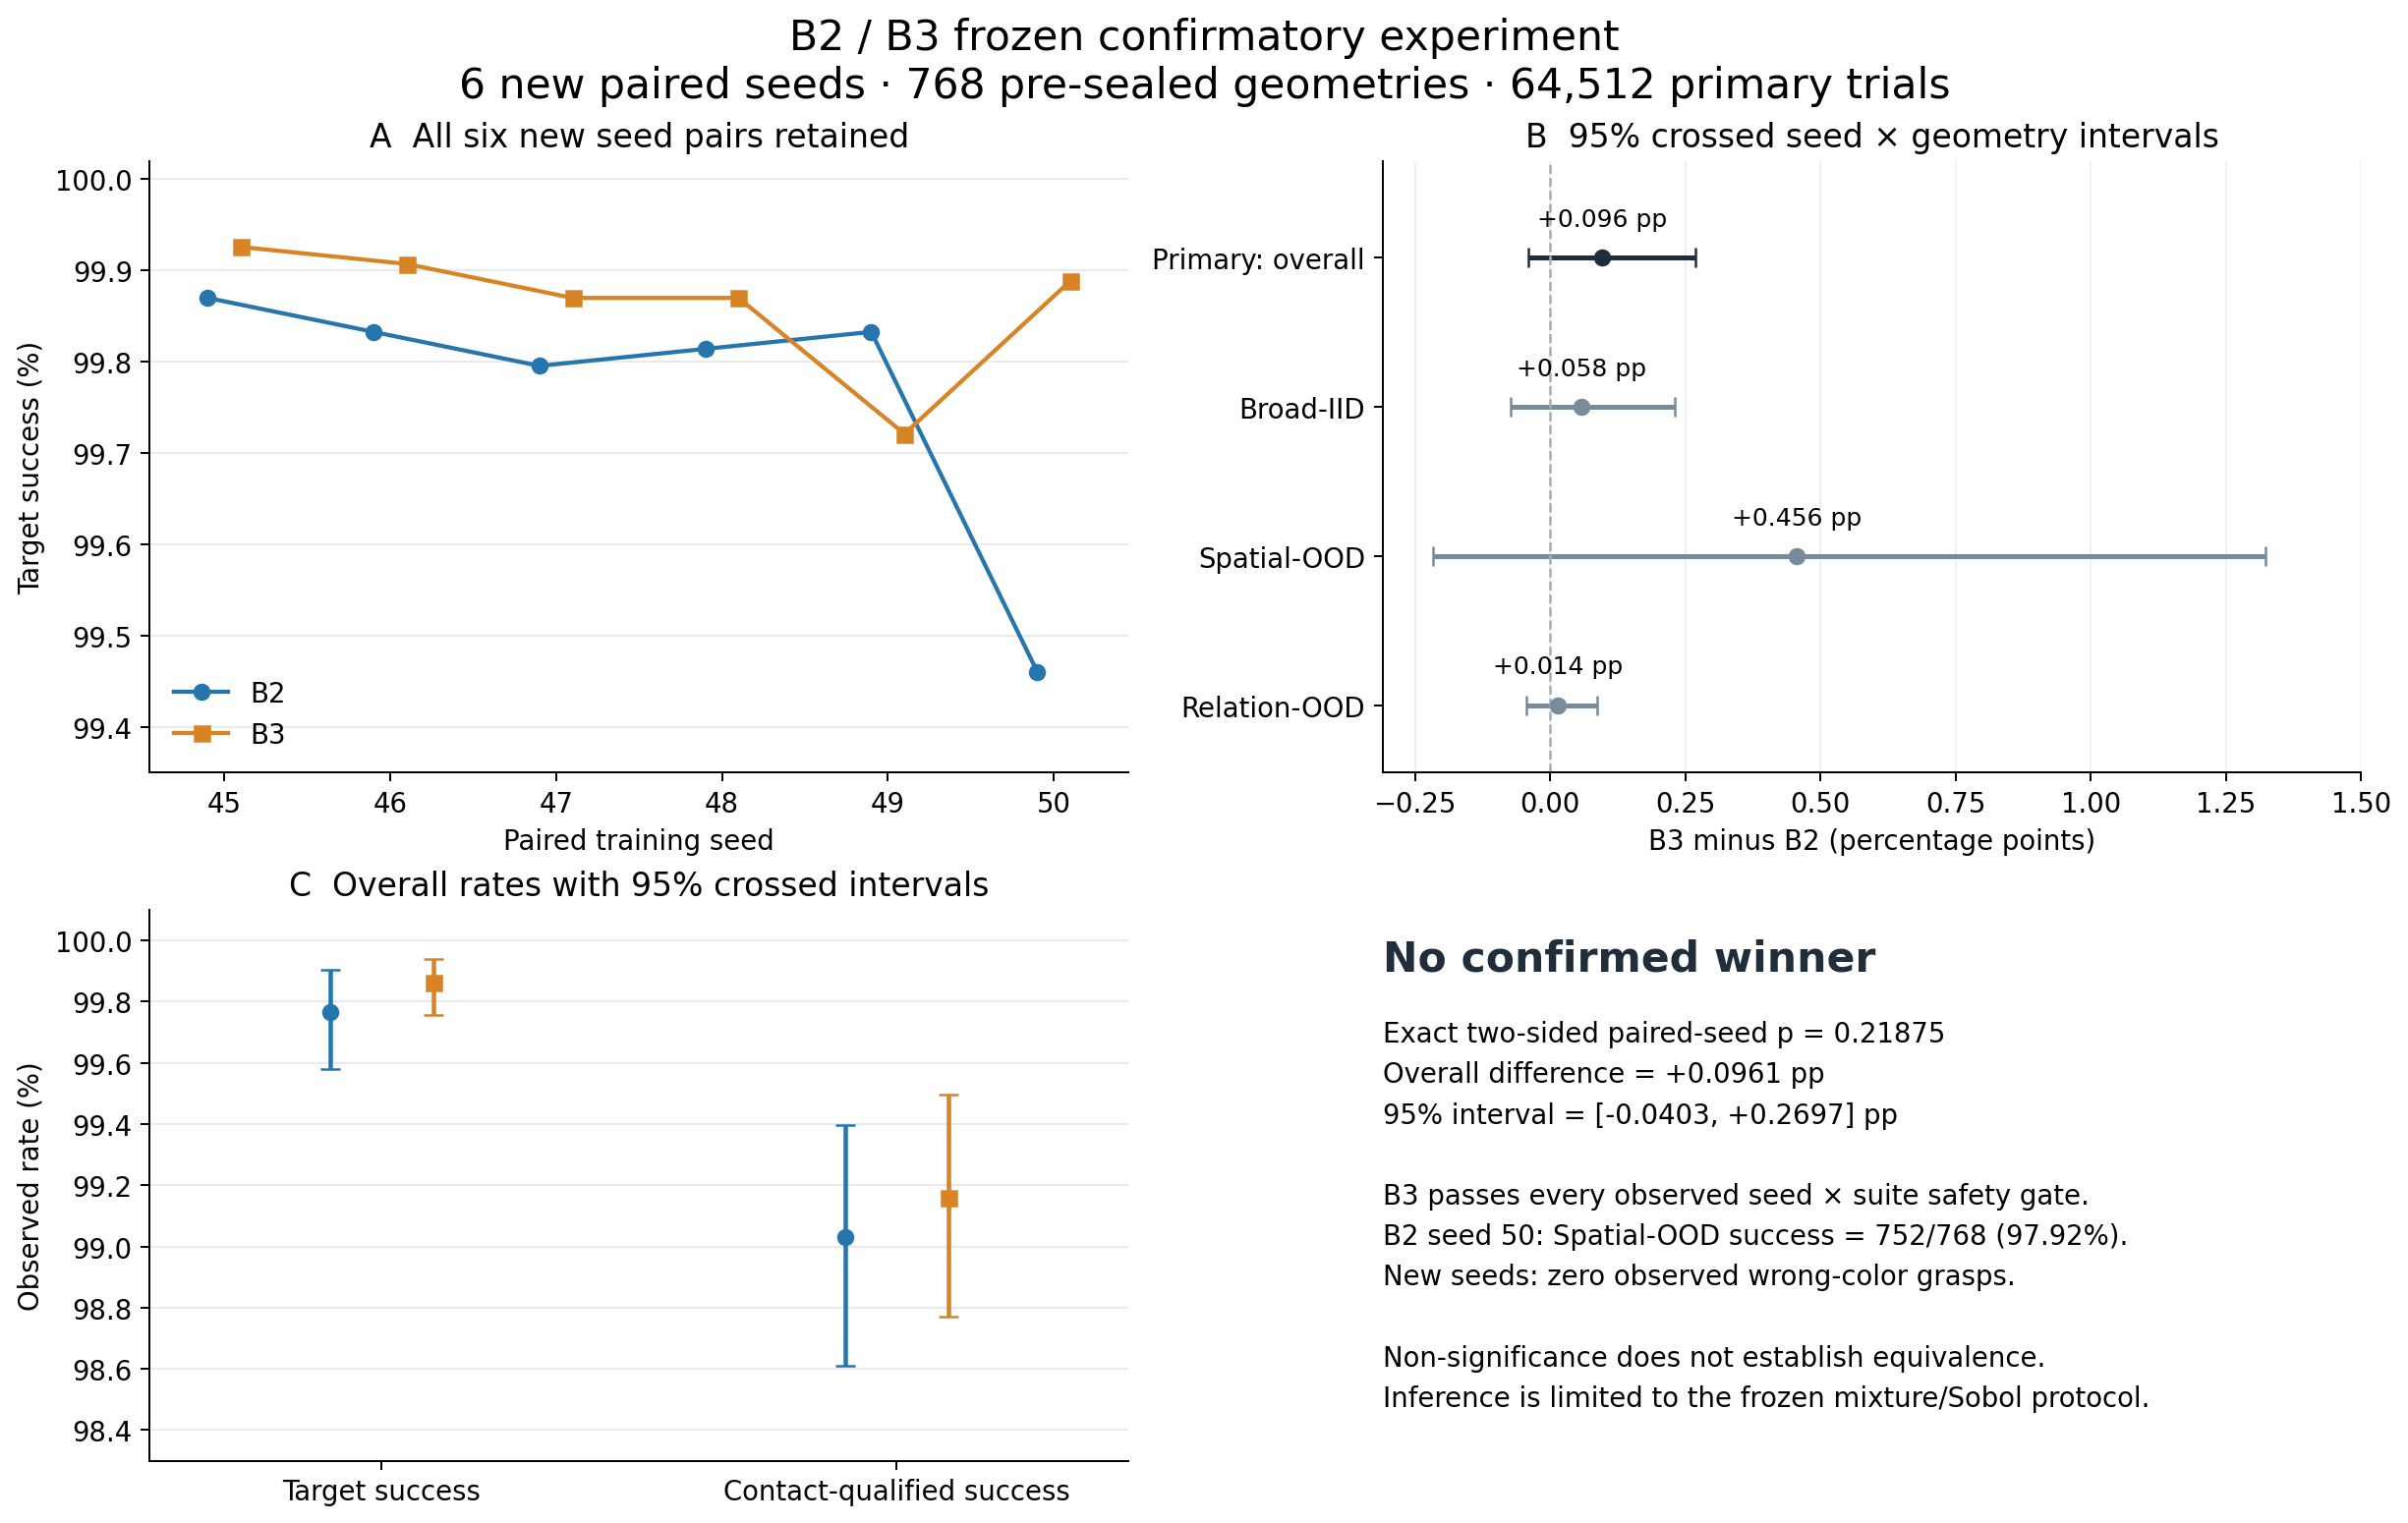 B2 / B3 frozen confirmatory experiment
6 new paired seeds · 768 pre-sealed geometries · 64,512 primary trials
A  All six new seed pairs retained
100.0
99.9
99.8
99.7
99.6
99.5
99.4
Target success (%)
B2
B3
45 46 47 48 49 50
Paired training seed
B  95% crossed seed × geometry intervals
Primary: overall
+0.096 pp
Broad-IID
+0.058 pp
Spatial-OOD
+0.456 pp
Relation-OOD
+0.014 pp
−0.25 0.00 0.25 0.50 0.75 1.00 1.25 1.50
B3 minus B2 (percentage points)
C  Overall rates with 95% crossed intervals
100.0
99.8
99.6
99.4
99.2
99.0
98.8
98.6
98.4
Observed rate (%)
Target success
Contact-qualified success
No confirmed winner
Exact two-sided paired-seed p = 0.21875
Overall difference = +0.0961 pp
95% interval = [-0.0403, +0.2697] pp
B3 passes every observed seed × suite safety gate.
B2 seed 50: Spatial-OOD success = 752/768 (97.92%).
New seeds: zero observed wrong-color grasps.
Non-significance does not establish equivalence.
Inference is limited to the frozen mixture/Sobol protocol.